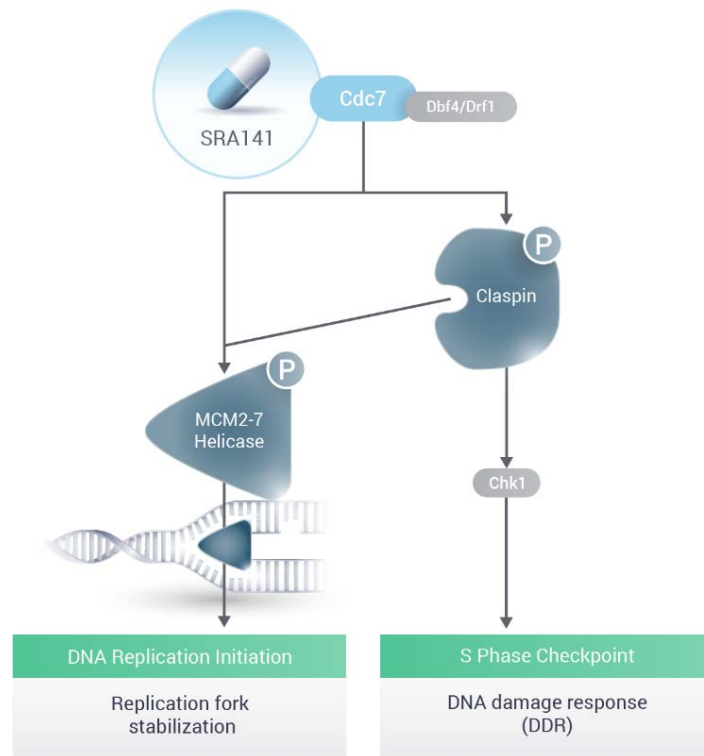 Cdc7
Dbf4/Drf1
SRA141
P
Claspin
P
MCM2-7
Helicase
Chk1
DNA Replication Initiation
Replication fork
stabilization
S Phase Checkpoint
DNA damage response
(DDR)